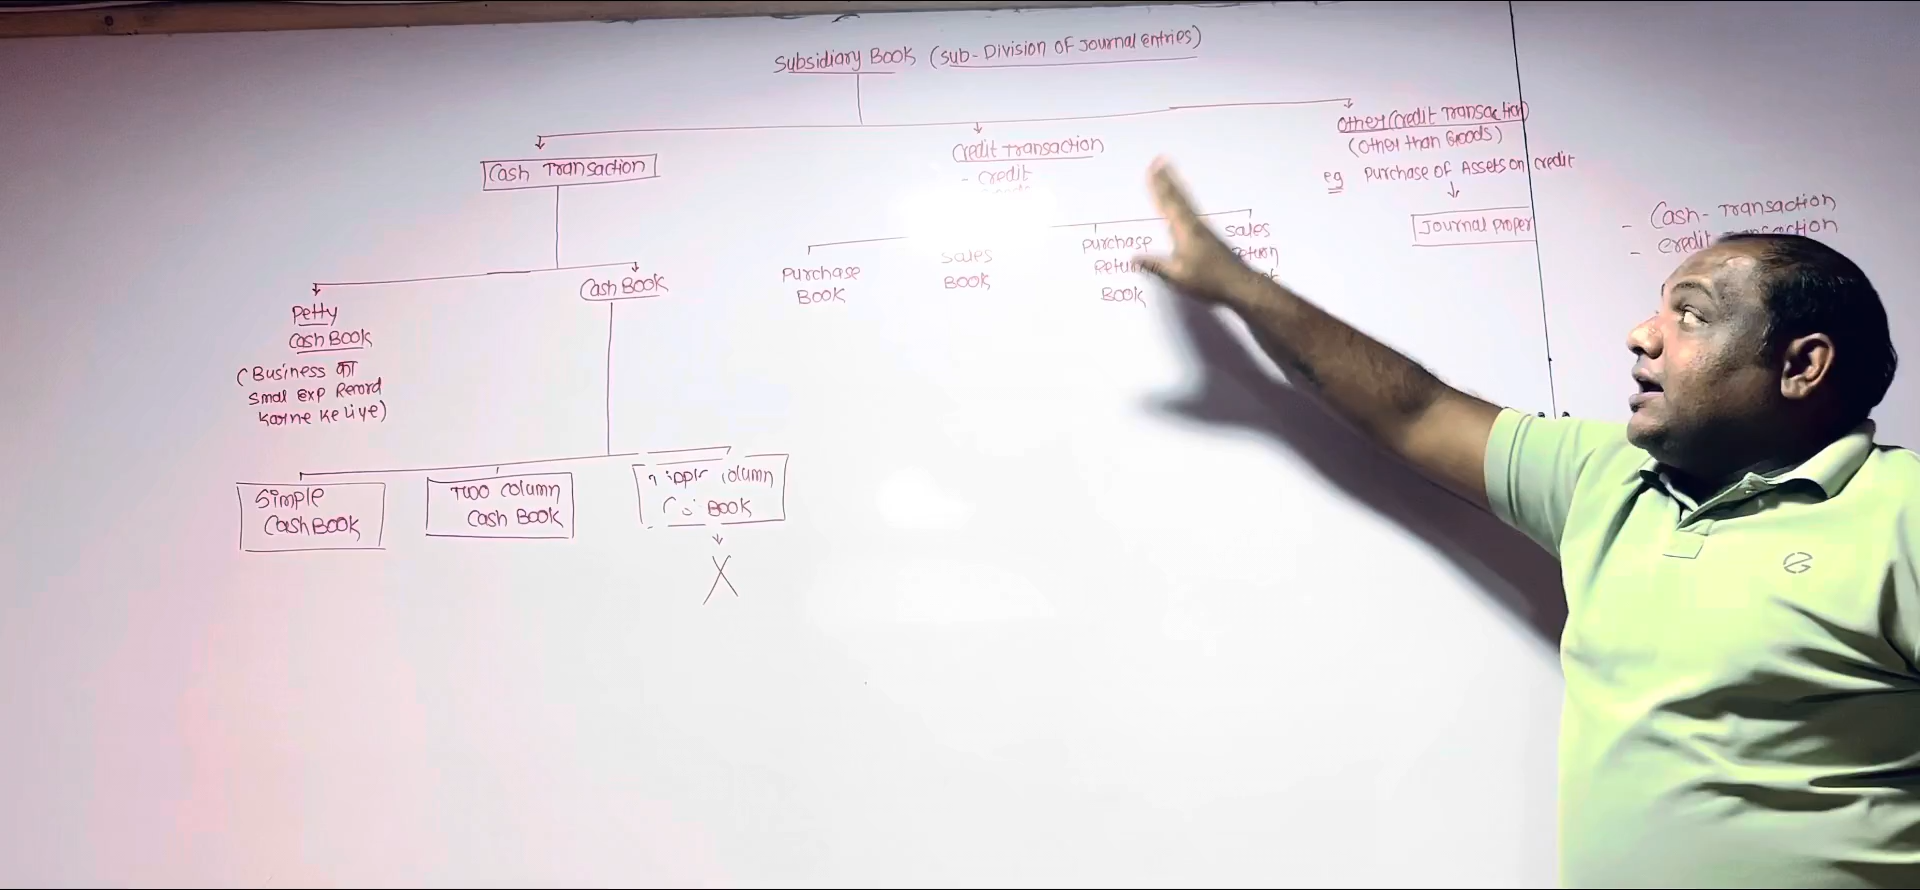 Subsidiary BOOK (Sub-Division OF Journal entries)
Cash Transaction
Credit Transaction
- Credit
Other Credit Transaction
(Other than Goods)
eg Purchase of Assets on credit
Journal proper
- Cash-Transaction
- Credit
Petty
Cash BOOK
(Business का
Small exp Record
Karne Ke Liye)
Cash BOOK
Purchase
BOOK
Sales
BOOK
Purchase
Return
BOOK
Sales
Simple
Cash BOOK
Two Column
Cash BOOK
Column
BOOK
X